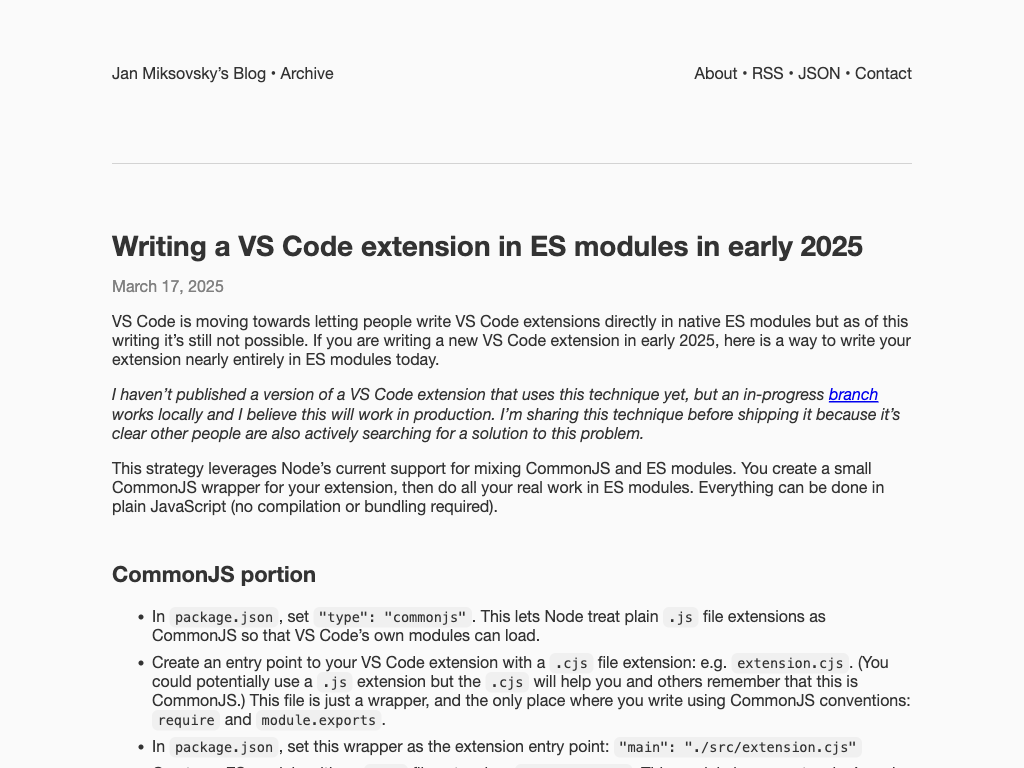 Jan Miksovsky’s Blog • Archive
About • RSS • JSON • Contact
Writing a VS Code extension in ES modules in early 2025
March 17, 2025
VS Code is moving towards letting people write VS Code extensions directly in native ES modules but as of this
writing it’s still not possible. If you are writing a new VS Code extension in early 2025, here is a way to write your
extension nearly entirely in ES modules today.
I haven’t published a version of a VS Code extension that uses this technique yet, but an in-progress branch
works locally and I believe this will work in production. I’m sharing this technique before shipping it because it’s
clear other people are also actively searching for a solution to this problem.
This strategy leverages Node’s current support for mixing CommonJS and ES modules. You create a small
CommonJS wrapper for your extension, then do all your real work in ES modules. Everything can be done in
plain JavaScript (no compilation or bundling required).
CommonJS portion
• In package.json, set "type": "commonjs". This lets Node treat plain .js file extensions as
CommonJS so that VS Code’s own modules can load.
• Create an entry point to your VS Code extension with a .cjs file extension: e.g. extension.cjs. (You
could potentially use a .js extension but the .cjs will help you and others remember that this is
CommonJS.) This file is just a wrapper, and the only place where you write using CommonJS conventions:
require and module.exports.
• In package.json, set this wrapper as the extension entry point: "main": "./src/extension.cjs"